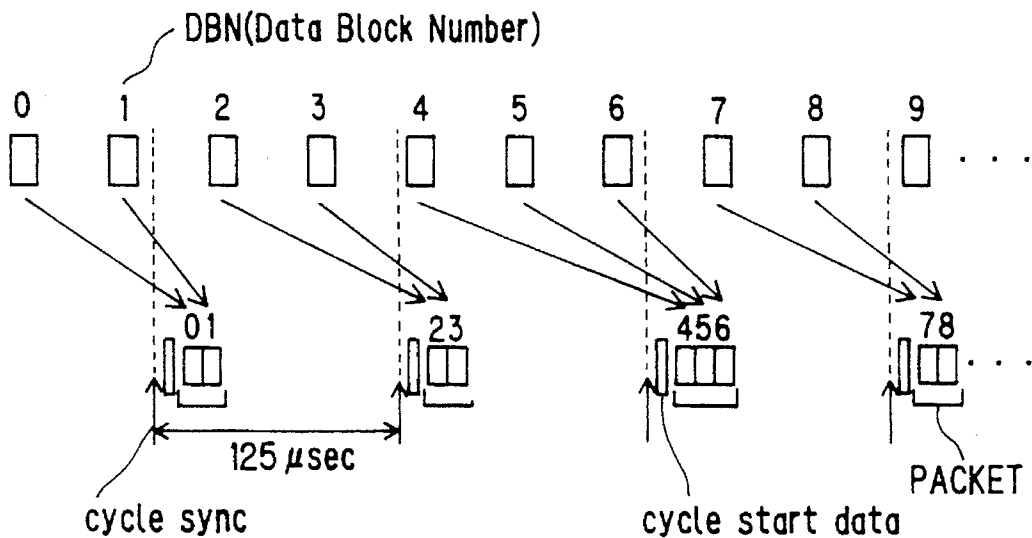 DBN(Data Block Number)
0 1 2 3 4 5 6 7 8 9 . . .
01 23 456 78 . . .
125 μsec
PACKET
cycle sync
cycle start data